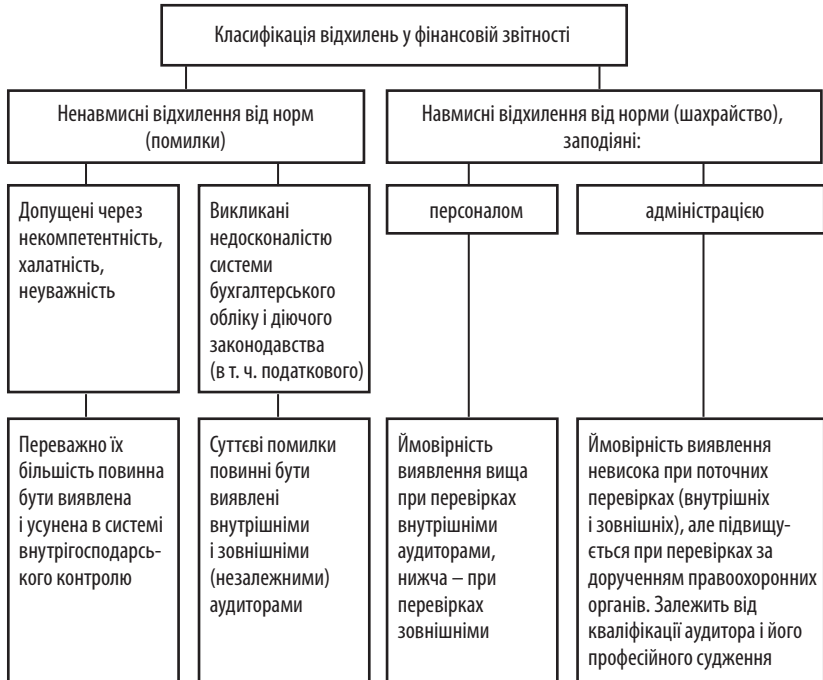 Класифікація відхилень у фінансовій звітності
Ненавмисні відхилення від норм
(помилки)
Навмисні відхилення від норми (шахрайство),
заподіяні:
Допущені через
некомпетентність,
халатність,
неуважність
Викликані
недосконалістю
системи
бухгалтерського
обліку і діючого
законодавства
(в т. ч. податкового)
персоналом
адміністрацією
Переважно їх
більшість повинна
бути виявлена
і усунена в системі
внутрігосподарсь-
кого контролю
Суттєві помилки
повинні бути
виявлені
внутрішніми
і зовнішніми
(незалежними)
аудиторами
Ймовірність
виявлення вища
при перевірках
внутрішніми
аудиторами,
нижча – при
перевірках
зовнішніми
Ймовірність виявлення
невисока при поточних
перевірках (внутрішніх
і зовнішніх), але підвищу-
ється при перевірках за
дорученням правоохоронних
органів. Залежить від
кваліфікації аудитора і його
професійного судження